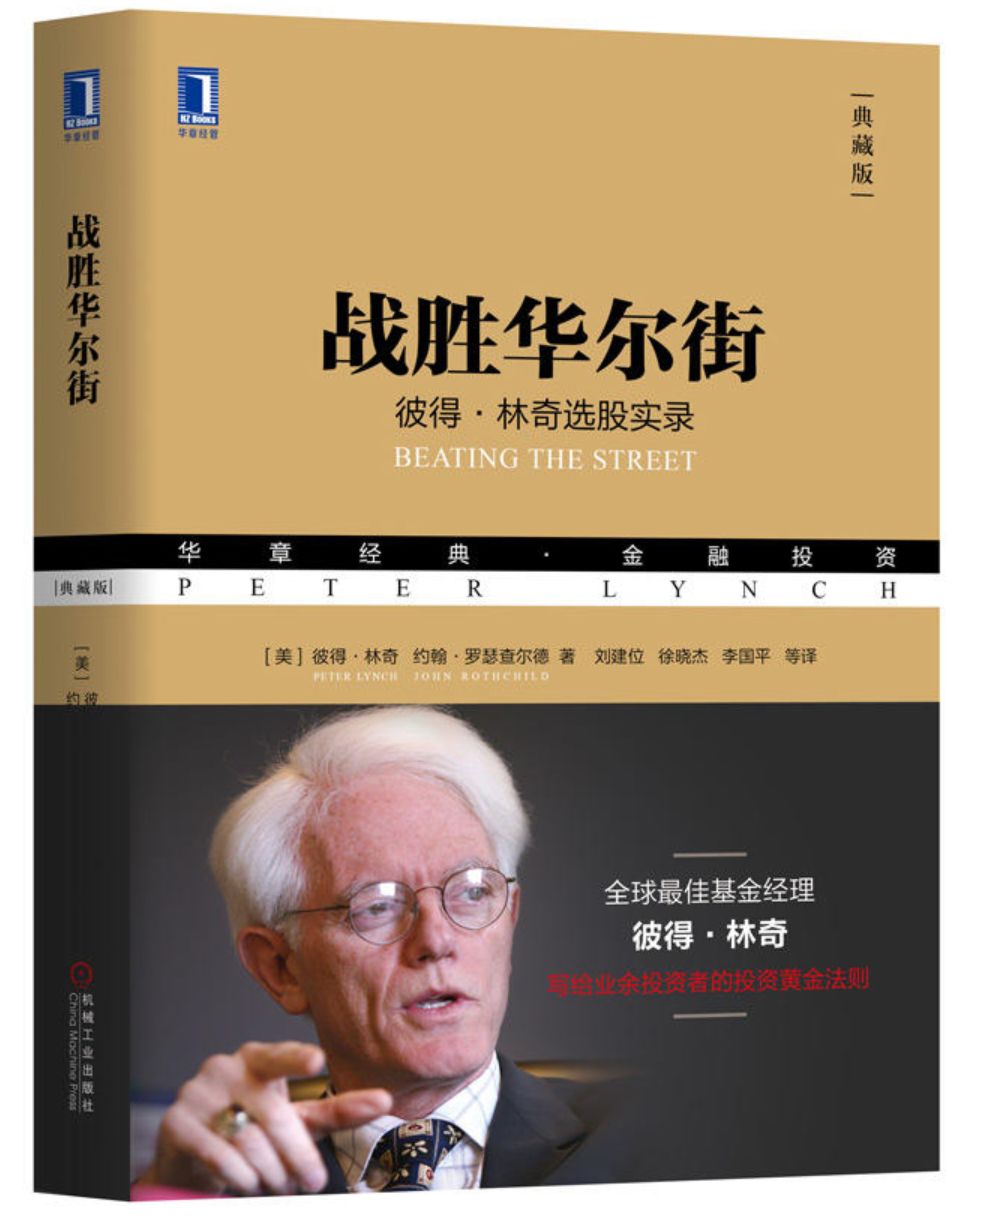 HZ BOOKS
华章经管
战胜华尔街
|典藏版|
[美]
彼
约
机械工业出版社
China Machine Press
HZ BOOKS
华章经管
典藏版
战胜华尔街
彼得·林奇选股实录
BEATING THE STREET
华章经典·金融投资
PETER LYNCH
[美] 彼得·林奇 约翰·罗瑟查尔德 著 刘建位 徐晓杰 李国平 等译
PETER LYNCH JOHN ROTHCHILD
全球最佳基金经理
彼得·林奇
写给业余投资者的投资黄金法则